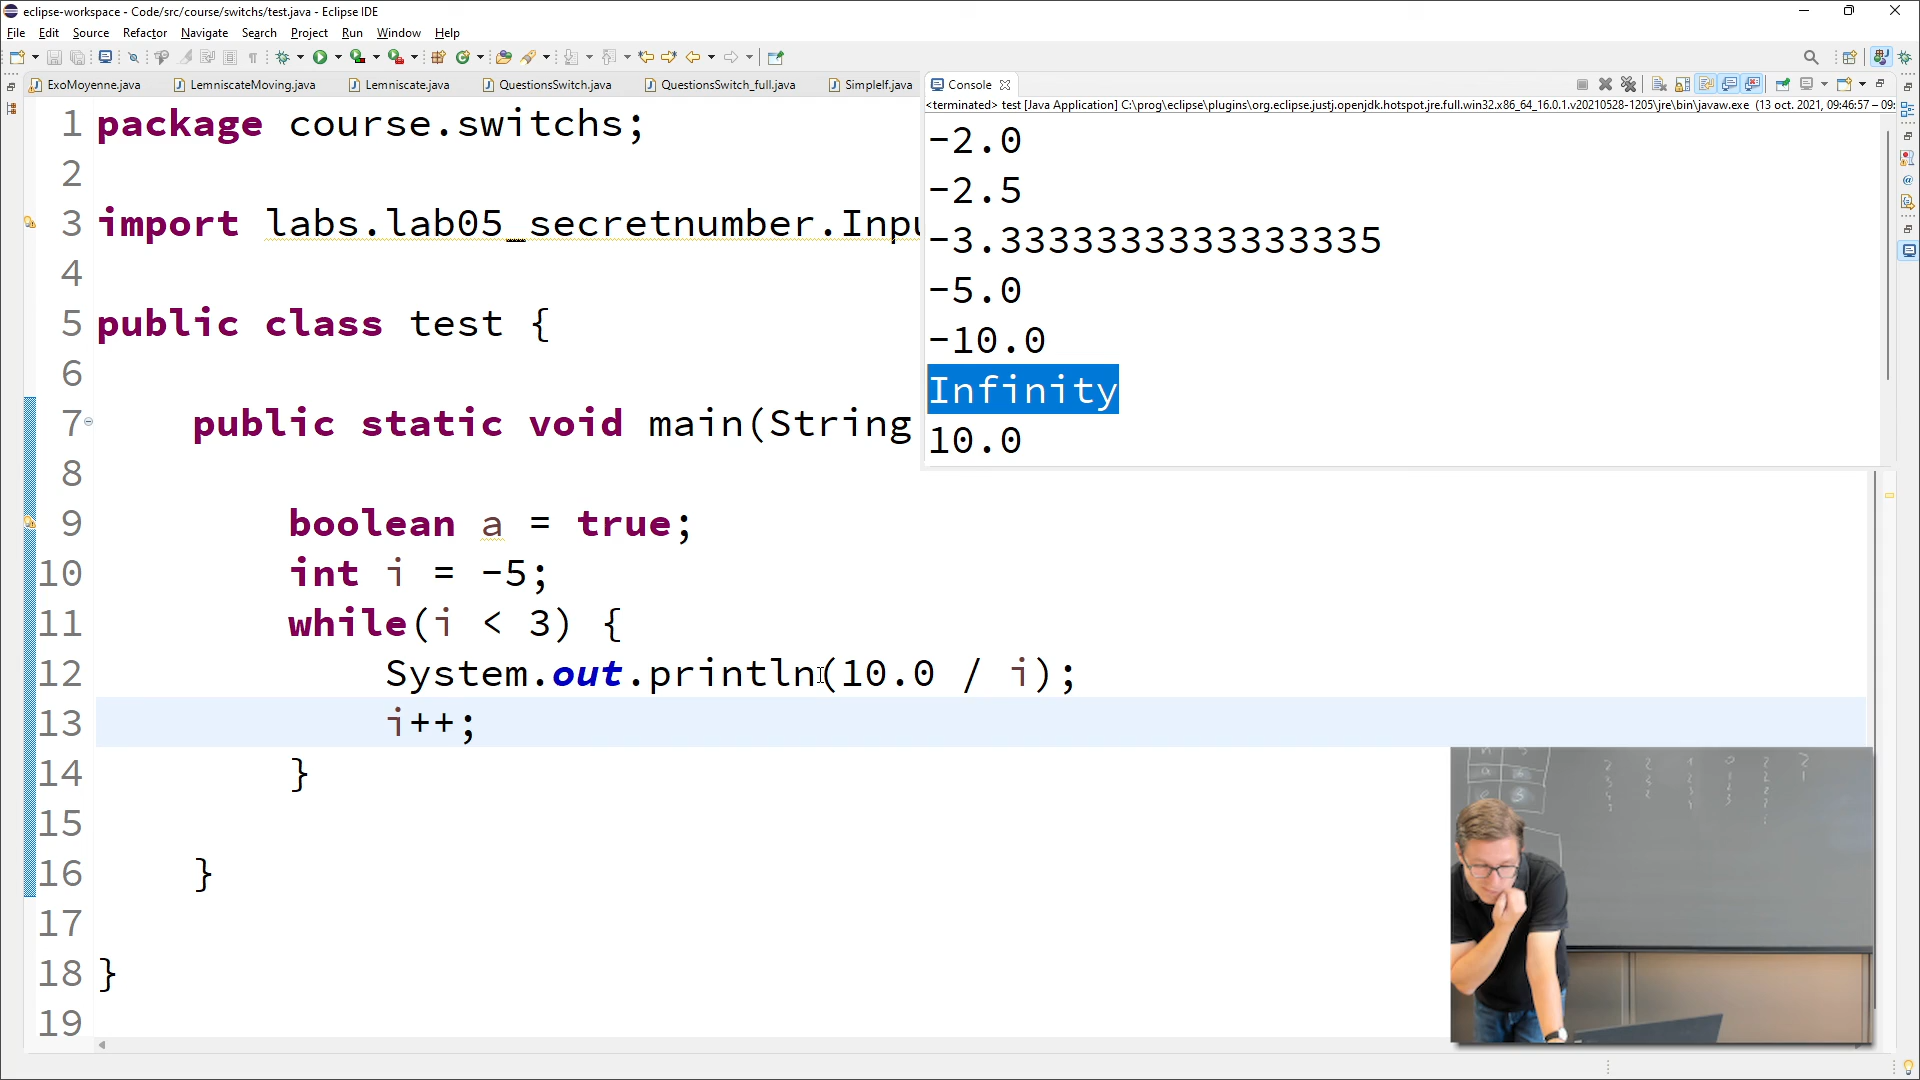 eclipse-workspace - Code/src/course/switchs/test.java - Eclipse IDE
File Edit Source Refactor Navigate Search Project Run Window Help
ExoMoyenne.java LemniscateMoving.java Lemniscate.java QuestionsSwitch.java QuestionsSwitch_full.java SimpleIf.java Console
<terminated> test [Java Application] C:\prog\eclipse\plugins\org.eclipse.justj.openjdk.hotspot.jre.full.win32.x86_64_16.0.1.v20210528-1205\jre\bin\javaw.exe (13 oct. 2021, 09:46:57 – 09:
-2.0
-2.5
-3.3333333333333335
-5.0
-10.0
Infinity
10.0
1 package course.switchs;
2
3 import labs.lab05_secretnumber.Inpu
4
5 public class test {
6
7 public static void main(String
8
9 boolean a = true;
10 int i = -5;
11 while(i < 3) {
12 System.out.println(10.0 / i);
13 i++;
14 }
15
16 }
17
18 }
19